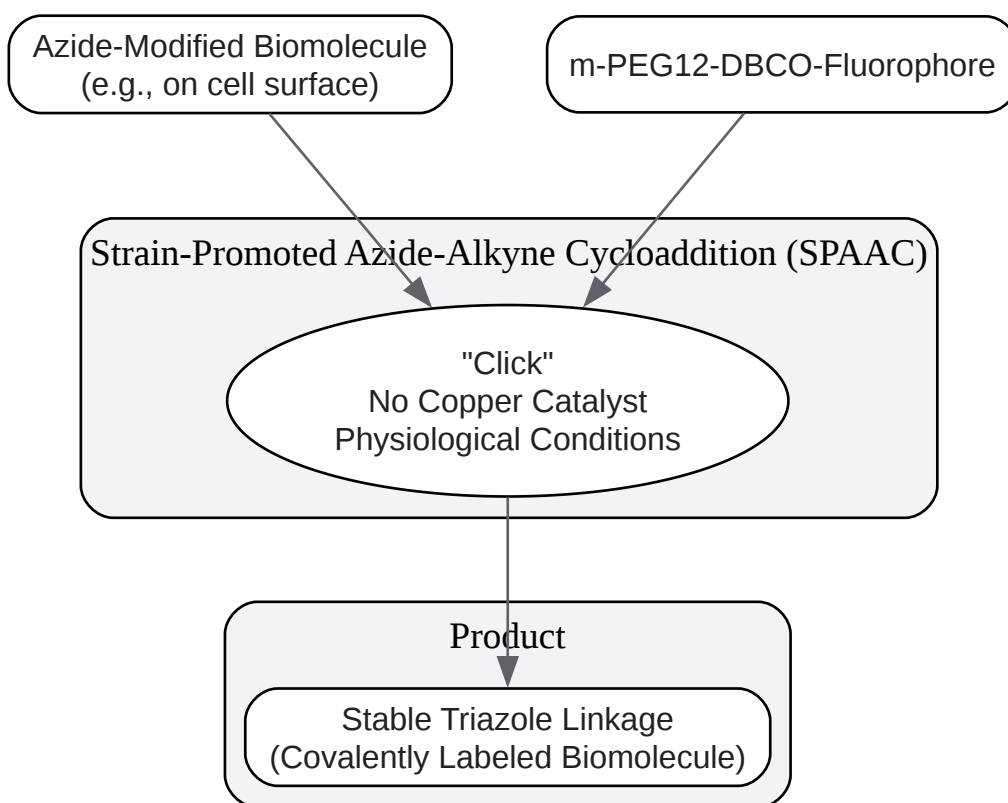 Azide-Modified Biomolecule
(e.g., on cell surface)
m-PEG12-DBCO-Fluorophore
Strain-Promoted Azide-Alkyne Cycloaddition (SPAAC)
"Click"
No Copper Catalyst
Physiological Conditions
Product
Stable Triazole Linkage
(Covalently Labeled Biomolecule)